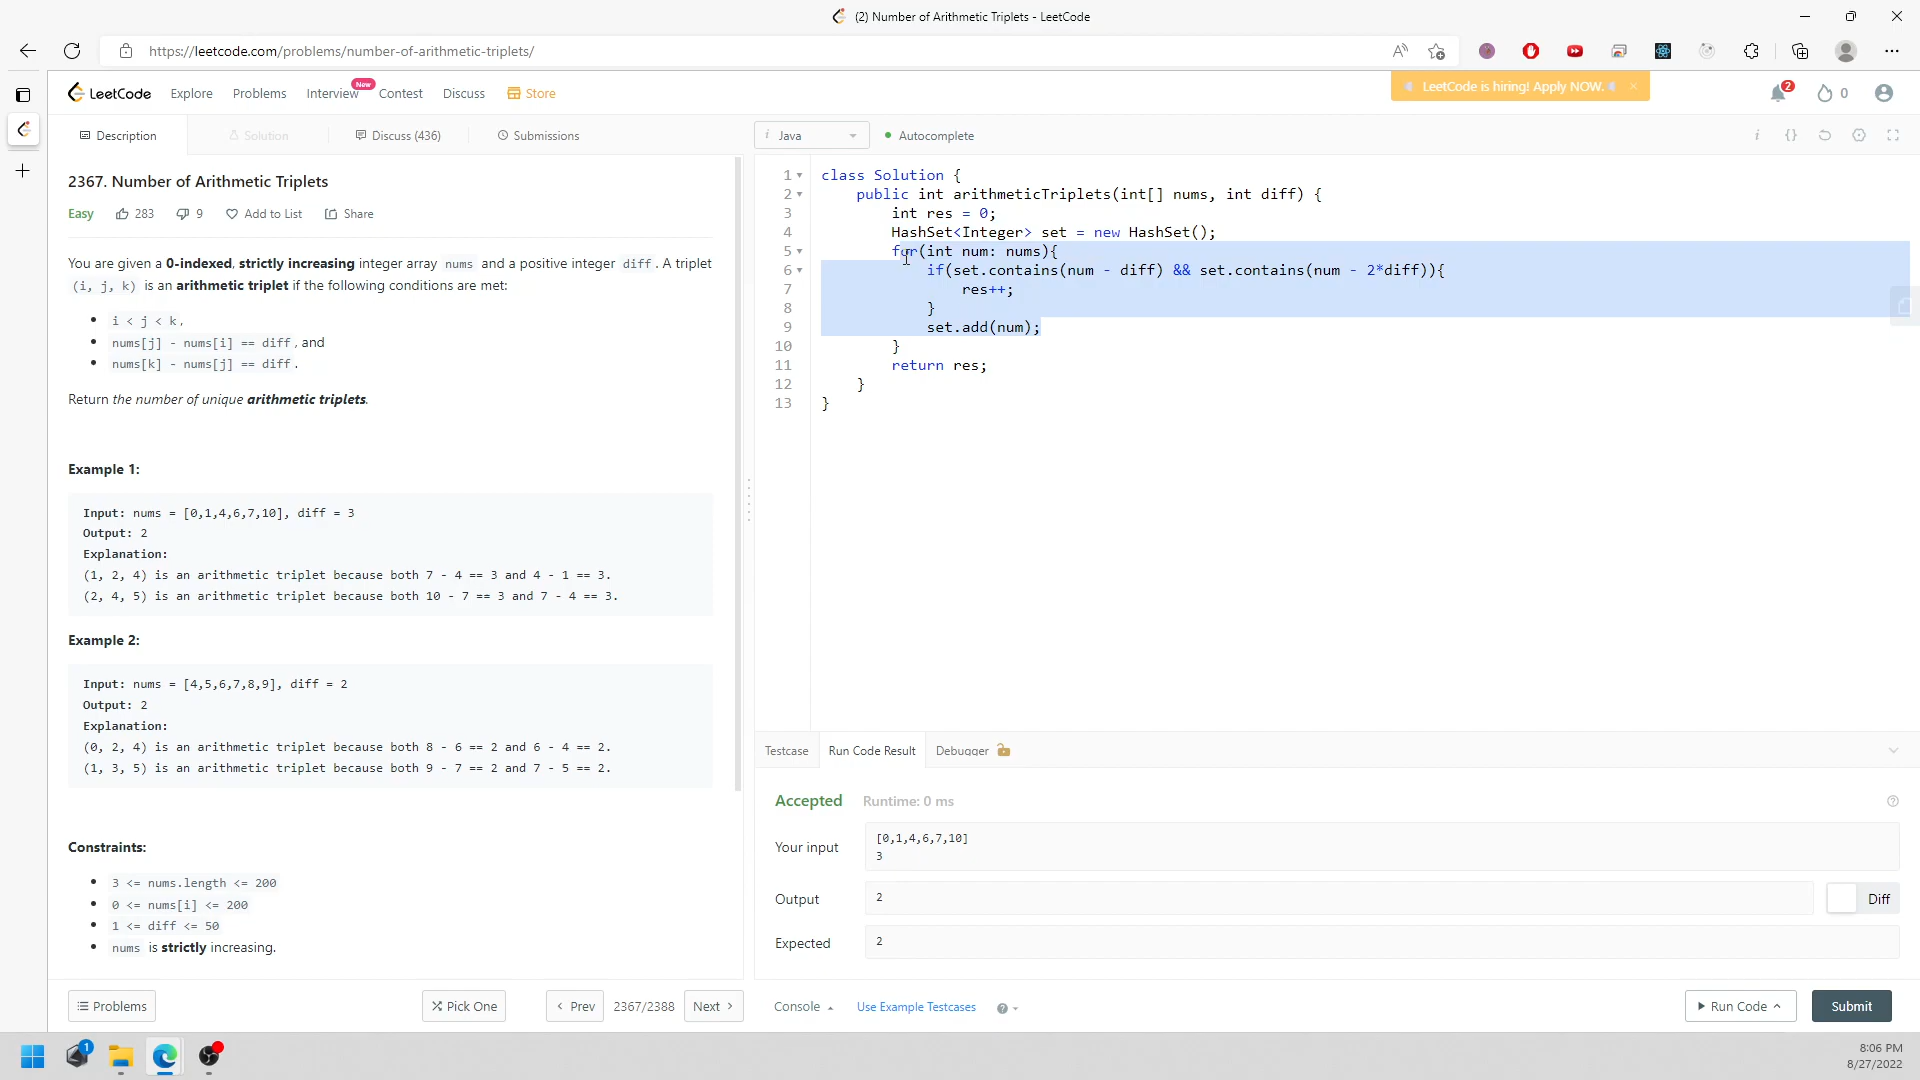 (2) Number of Arithmetic Triplets - LeetCode
https://leetcode.com/problems/number-of-arithmetic-triplets/
LeetCode
Explore
Problems
Interview
New
Contest
Discuss
Store
LeetCode is hiring! Apply NOW.
2
0
Description
Solution
Discuss (436)
Submissions
i Java
Autocomplete
2367. Number of Arithmetic Triplets
Easy
283
9
Add to List
Share
You are given a 0-indexed, strictly increasing integer array nums and a positive integer diff. A triplet
(i, j, k) is an arithmetic triplet if the following conditions are met:
i < j < k,
nums[j] - nums[i] == diff, and
nums[k] - nums[j] == diff.
Return the number of unique arithmetic triplets.
Example 1:
Input: nums = [0,1,4,6,7,10], diff = 3
Output: 2
Explanation:
(1, 2, 4) is an arithmetic triplet because both 7 - 4 == 3 and 4 - 1 == 3.
(2, 4, 5) is an arithmetic triplet because both 10 - 7 == 3 and 7 - 4 == 3.
Example 2:
Input: nums = [4,5,6,7,8,9], diff = 2
Output: 2
Explanation:
(0, 2, 4) is an arithmetic triplet because both 8 - 6 == 2 and 6 - 4 == 2.
(1, 3, 5) is an arithmetic triplet because both 9 - 7 == 2 and 7 - 5 == 2.
Constraints:
3 <= nums.length <= 200
0 <= nums[i] <= 200
1 <= diff <= 50
nums is strictly increasing.
Problems
Pick One
Prev
2367/2388
Next
1 class Solution {
2 public int arithmeticTriplets(int[] nums, int diff) {
3 int res = 0;
4 HashSet<Integer> set = new HashSet();
5 for(int num: nums){
6 if(set.contains(num - diff) && set.contains(num - 2*diff)){
7 res++;
8 }
9 set.add(num);
10 }
11 return res;
12 }
13 }
Testcase
Run Code Result
Debugger
Accepted
Runtime: 0 ms
Your input
[0,1,4,6,7,10]
3
Output
2
Diff
Expected
2
Console
Use Example Testcases
Run Code
Submit
1
8:06 PM
8/27/2022